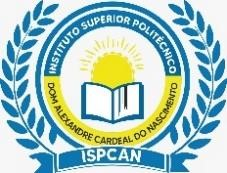 INSTITUTO SUPERIOR POLITÉCNICO
DOM ALEXANDRE CARDEAL DO NASCIMENTO
ISPCAN